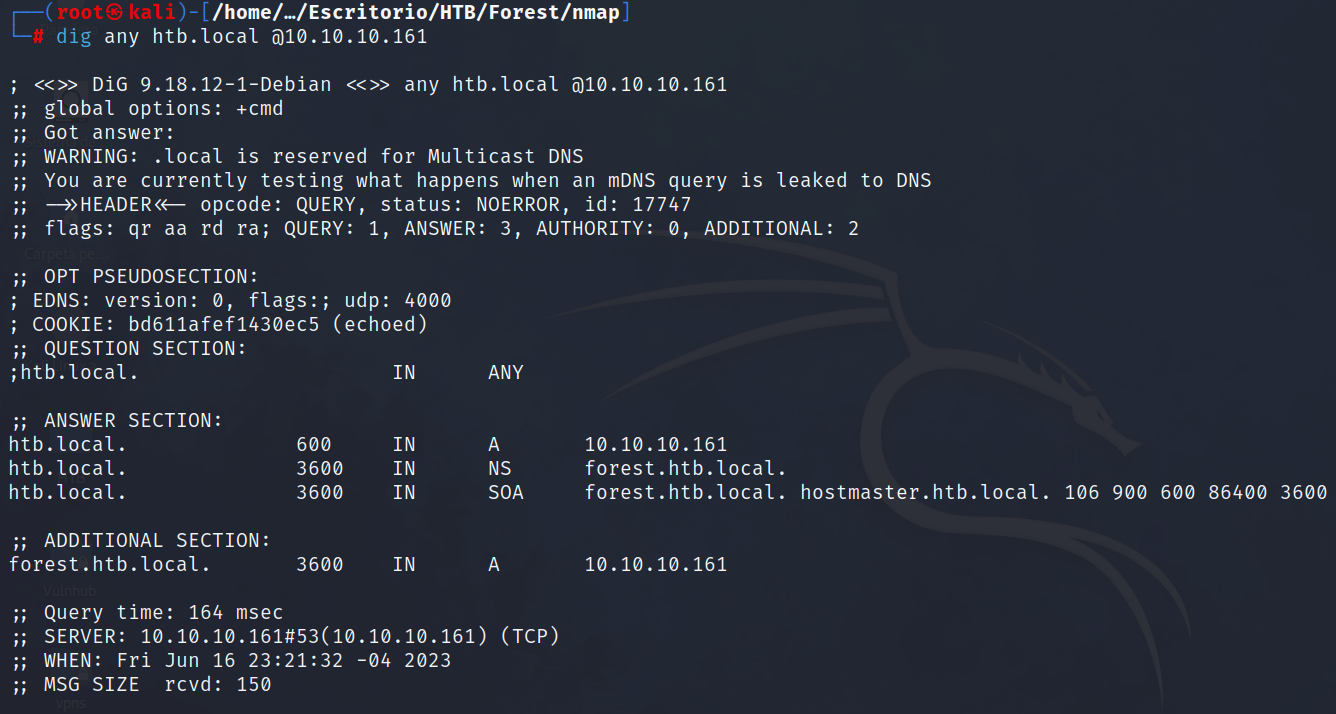 ┌──(root㉿kali)-[/home/…/Escritorio/HTB/Forest/nmap]
└─# dig any htb.local @10.10.10.161

; <<>> DiG 9.18.12-1-Debian <<>> any htb.local @10.10.10.161
;; global options: +cmd
;; Got answer:
;; WARNING: .local is reserved for Multicast DNS
;; You are currently testing what happens when an mDNS query is leaked to DNS
;; ->>HEADER<<- opcode: QUERY, status: NOERROR, id: 17747
;; flags: qr aa rd ra; QUERY: 1, ANSWER: 3, AUTHORITY: 0, ADDITIONAL: 2

;; OPT PSEUDOSECTION:
; EDNS: version: 0, flags:; udp: 4000
; COOKIE: bd611afef1430ec5 (echoed)
;; QUESTION SECTION:
;htb.local.                     IN      ANY

;; ANSWER SECTION:
htb.local.              600     IN      A       10.10.10.161
htb.local.              3600    IN      NS      forest.htb.local.
htb.local.              3600    IN      SOA     forest.htb.local. hostmaster.htb.local. 106 900 600 86400 3600

;; ADDITIONAL SECTION:
forest.htb.local.       3600    IN      A       10.10.10.161

;; Query time: 164 msec
;; SERVER: 10.10.10.161#53(10.10.10.161) (TCP)
;; WHEN: Fri Jun 16 23:21:32 -04 2023
;; MSG SIZE  rcvd: 150
Carpeta pe...
Vulnhub
vpns